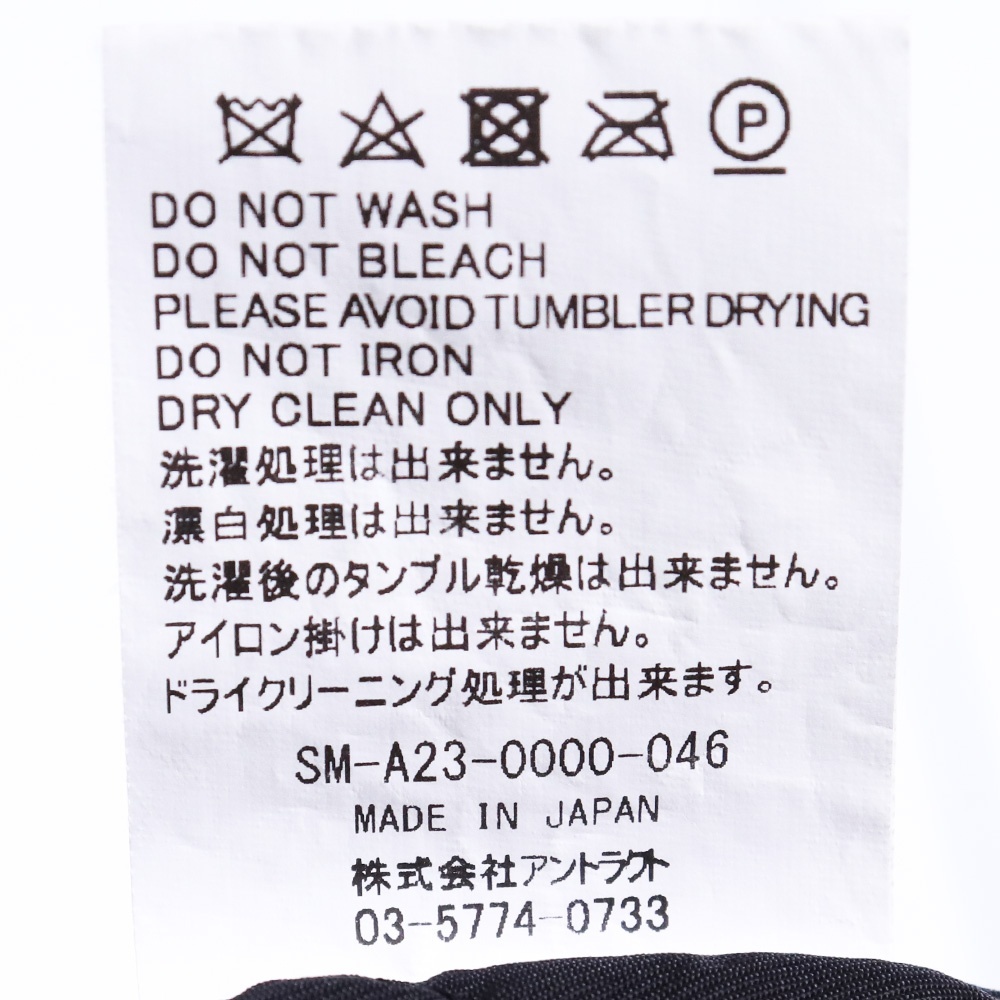 P
DO NOT WASH
DO NOT BLEACH
PLEASE AVOID TUMBLER DRYING
DO NOT IRON
DRY CLEAN ONLY
洗濯処理は出来ません。
漂白処理は出来ません。
洗濯後のタンブル乾燥は出来ません。
アイロン掛けは出来ません。
ドライクリーニング処理が出来ます。
SM-A23-0000-046
MADE IN JAPAN
株式会社アントラクト
03-5774-0733